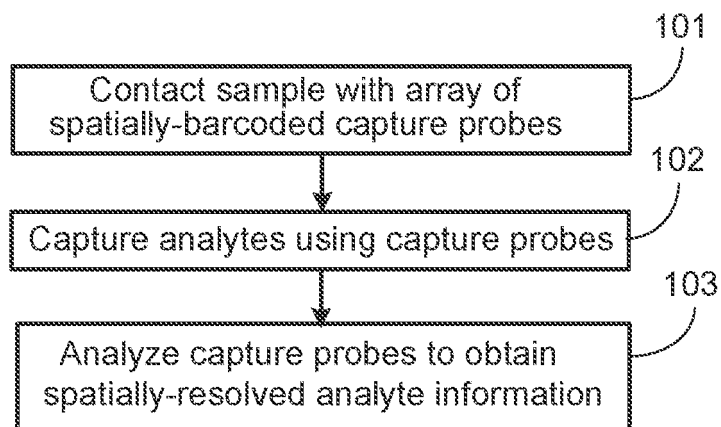 101
Contact sample with array of
spatially-barcoded capture probes
102
Capture analytes using capture probes
103
Analyze capture probes to obtain
spatially-resolved analyte information